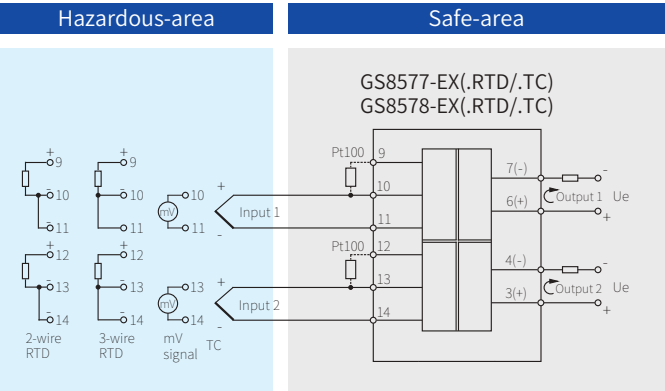 Hazardous-area
Safe-area
GS8577-EX(.RTD/.TC)
GS8578-EX(.RTD/.TC)
Pt100
9
10
11
7(-)
6(+)
-
Output 1
Ue
+
Pt100
12
13
14
4(-)
3(+)
-
Output 2
Ue
+
+
9
-
10
-
11
+
9
-
10
-
11
mV
10
11
+
Input 1
-
+
12
-
13
-
14
+
12
-
13
-
14
mV
13
14
+
Input 2
-
2-wire
RTD
3-wire
RTD
mV
signal
TC